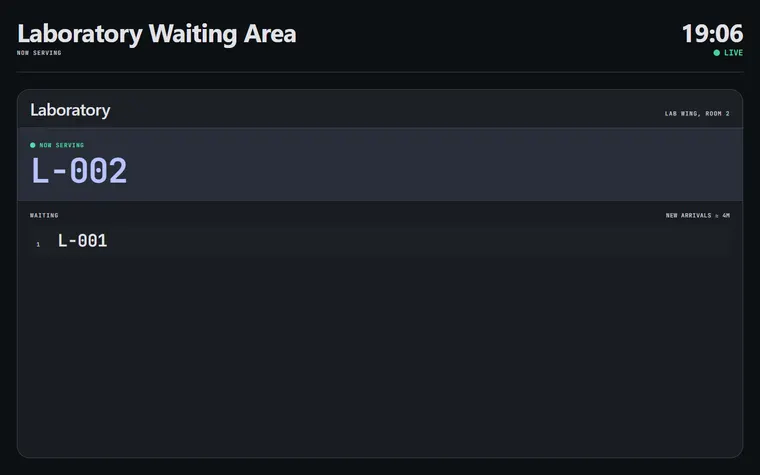 Laboratory Waiting Area
19:06
NOW SERVING
LIVE
Laboratory
LAB WING, ROOM 2
NOW SERVING
L-002
WAITING
NEW ARRIVALS ≈ 4M
1 L-001